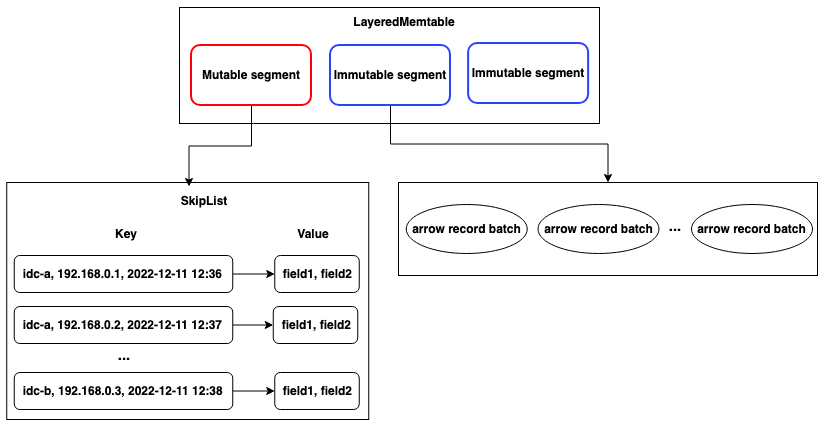 LayeredMemtable
Mutable segment
Immutable segment
Immutable segment
SkipList
Key
Value
idc-a, 192.168.0.1, 2022-12-11 12:36
field1, field2
idc-a, 192.168.0.2, 2022-12-11 12:37
field1, field2
...
idc-b, 192.168.0.3, 2022-12-11 12:38
field1, field2
arrow record batch
arrow record batch
...
arrow record batch